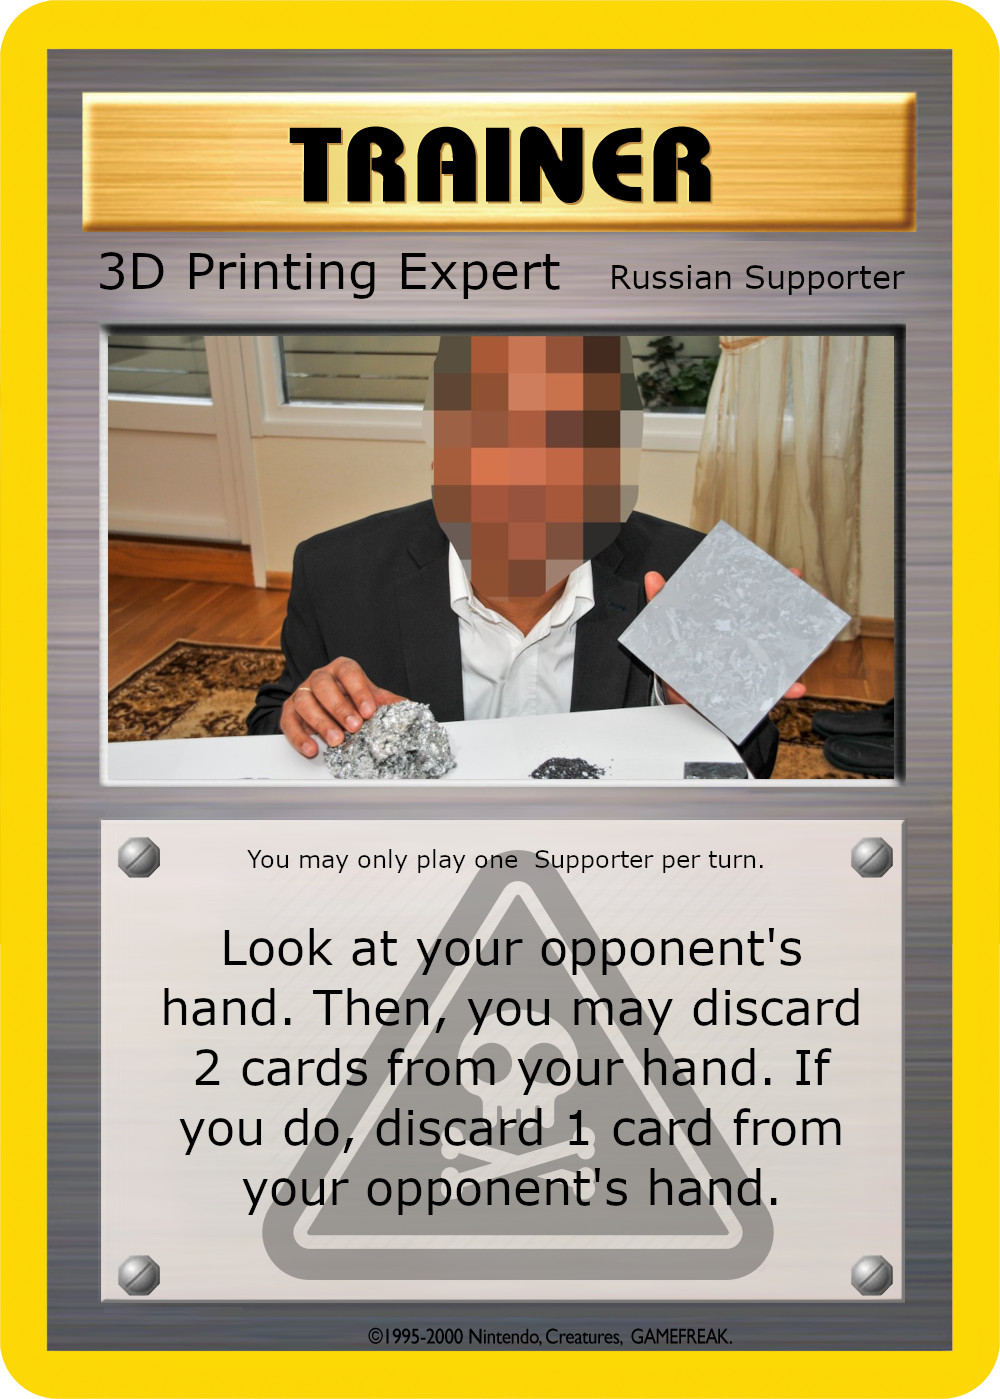 TRAINER
3D Printing Expert Russian Supporter
You may only play one Supporter per turn.
Look at your opponent's
hand. Then, you may discard
2 cards from your hand. If
you do, discard 1 card from
your opponent's hand.
©1995-2000 Nintendo, Creatures, GAMEFREAK.